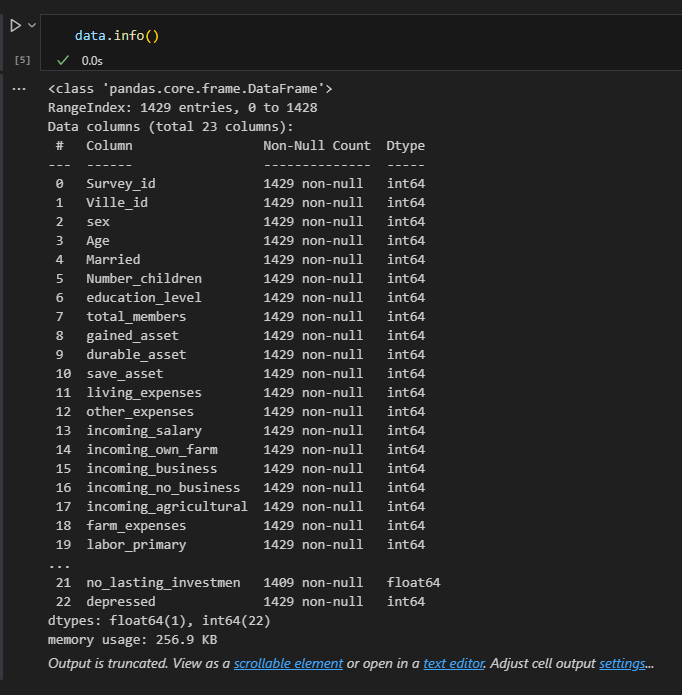 data.info()
[5]
0.0s
... <class 'pandas.core.frame.DataFrame'>
RangeIndex: 1429 entries, 0 to 1428
Data columns (total 23 columns):
 #   Column                 Non-Null Count  Dtype
---  ------                 --------------  -----
 0   Survey_id              1429 non-null   int64
 1   Ville_id               1429 non-null   int64
 2   sex                    1429 non-null   int64
 3   Age                    1429 non-null   int64
 4   Married                1429 non-null   int64
 5   Number_children        1429 non-null   int64
 6   education_level        1429 non-null   int64
 7   total_members          1429 non-null   int64
 8   gained_asset           1429 non-null   int64
 9   durable_asset          1429 non-null   int64
 10  save_asset             1429 non-null   int64
 11  living_expenses        1429 non-null   int64
 12  other_expenses         1429 non-null   int64
 13  incoming_salary        1429 non-null   int64
 14  incoming_own_farm      1429 non-null   int64
 15  incoming_business      1429 non-null   int64
 16  incoming_no_business   1429 non-null   int64
 17  incoming_agricultural  1429 non-null   int64
 18  farm_expenses          1429 non-null   int64
 19  labor_primary          1429 non-null   int64
...
 21  no_lasting_investmen   1409 non-null   float64
 22  depressed              1429 non-null   int64
dtypes: float64(1), int64(22)
memory usage: 256.9 KB
Output is truncated. View as a scrollable element or open in a text editor. Adjust cell output settings...